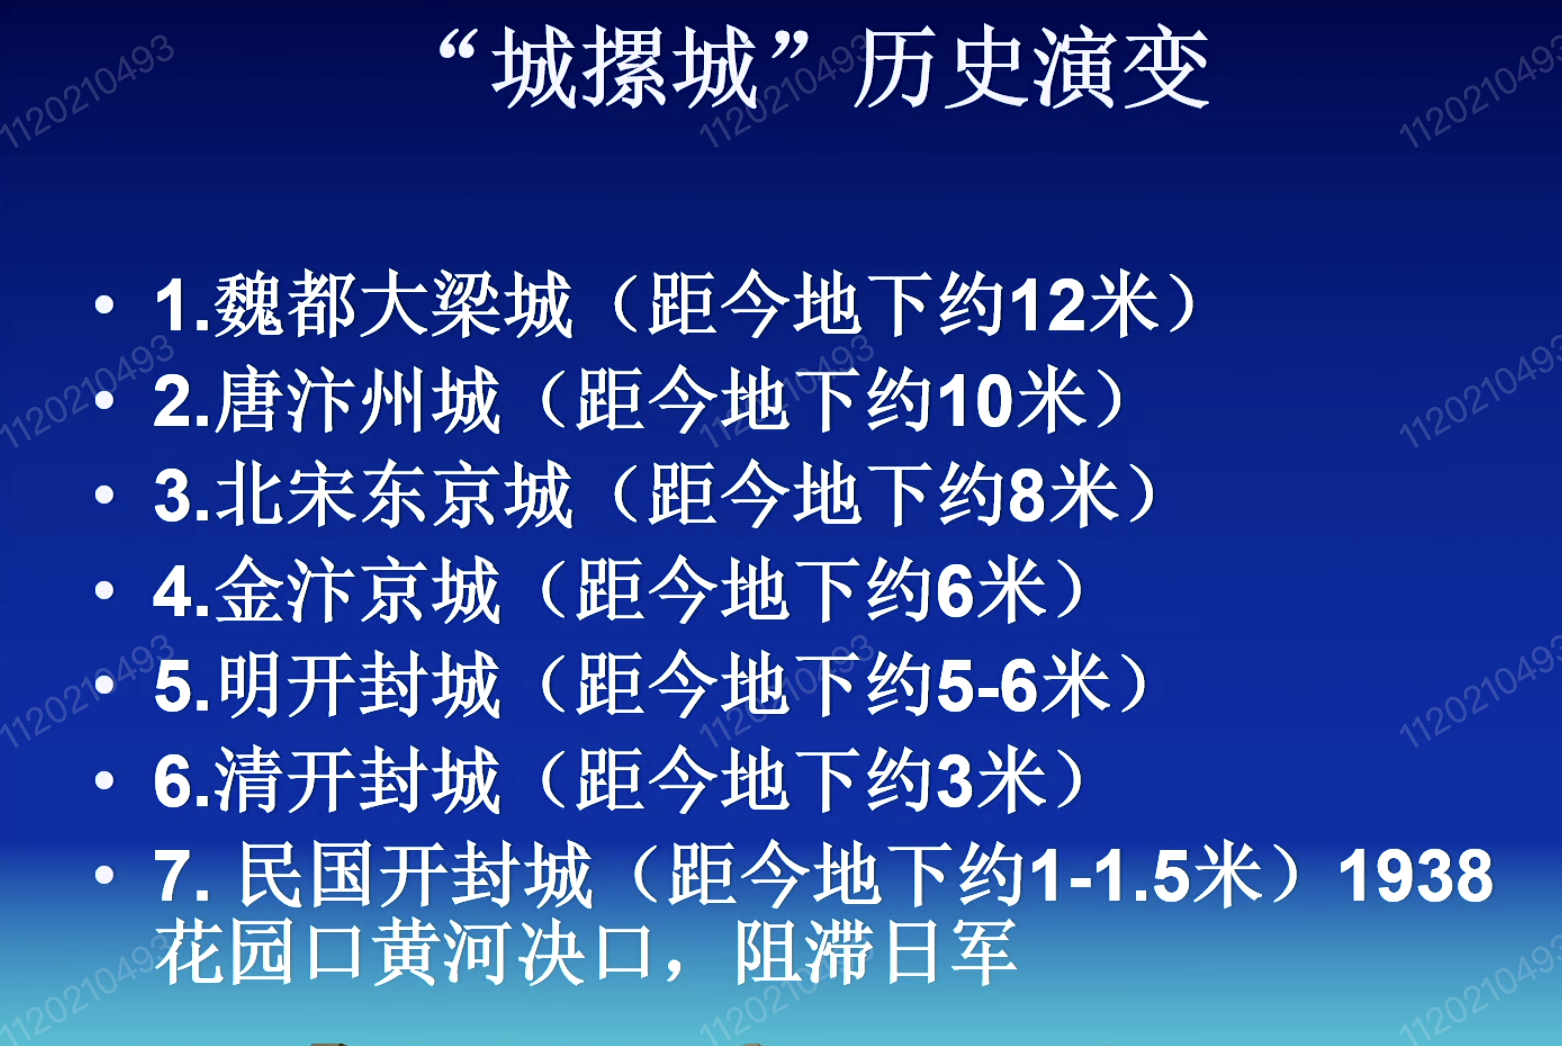 “城摞城”历史演变
• 1.魏都大梁城（距今地下约12米）
• 2.唐汴州城（距今地下约10米）
• 3.北宋东京城（距今地下约8米）
• 4.金汴京城（距今地下约6米）
• 5.明开封城（距今地下约5-6米）
• 6.清开封城（距今地下约3米）
• 7. 民国开封城（距今地下约1-1.5米）1938
花园口黄河决口，阻滞日军
1120210493
1120210493
1120210493
1120210493
1120210493
1120210493
1120210493
1120210493
1120210493
1120210493
1120210493
1120210493